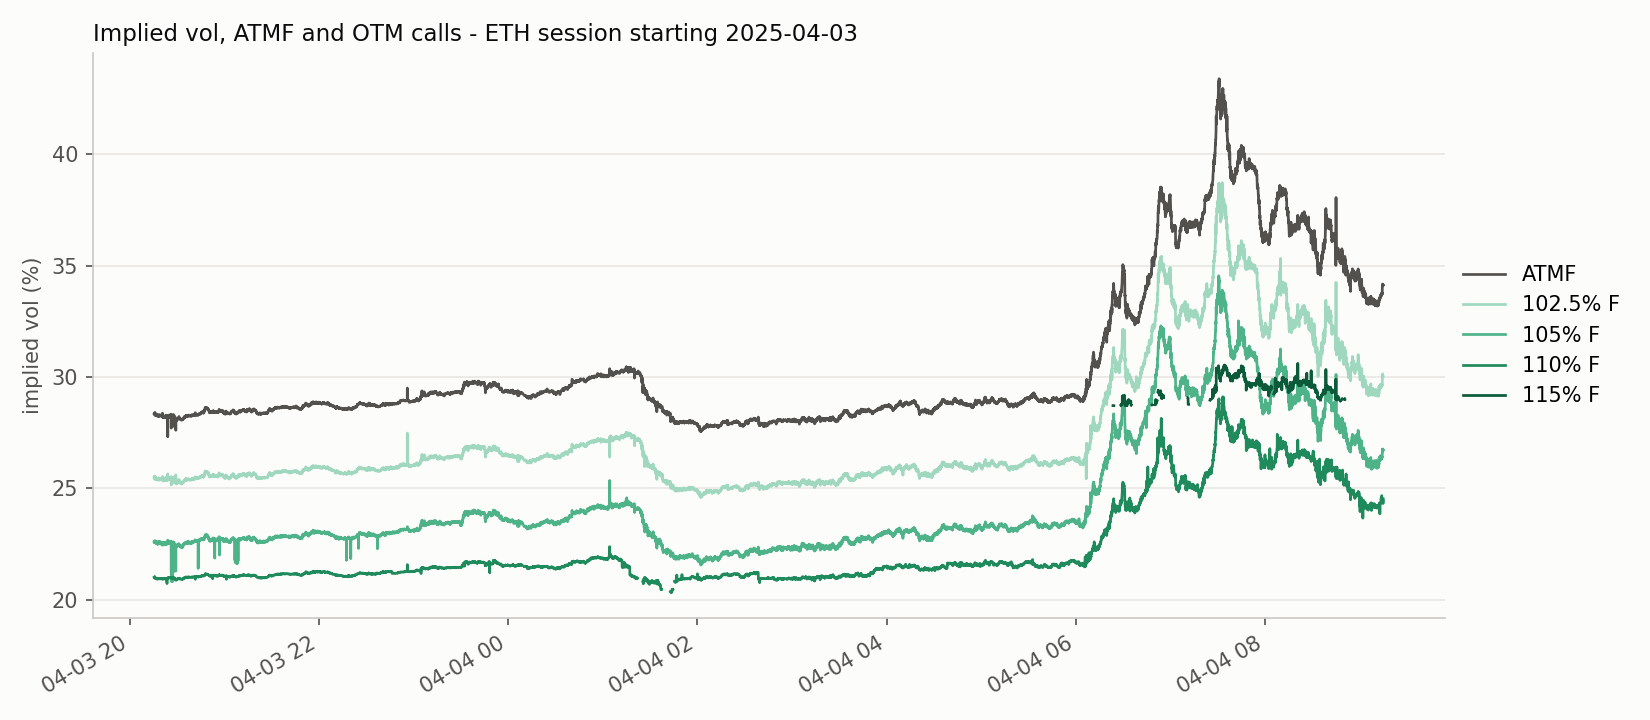 Implied vol, ATMF and OTM calls - ETH session starting 2025-04-03
implied vol (%)
40
35
30
25
20
04-03 20
04-03 22
04-04 00
04-04 02
04-04 04
04-04 06
04-04 08
ATMF
102.5% F
105% F
110% F
115% F